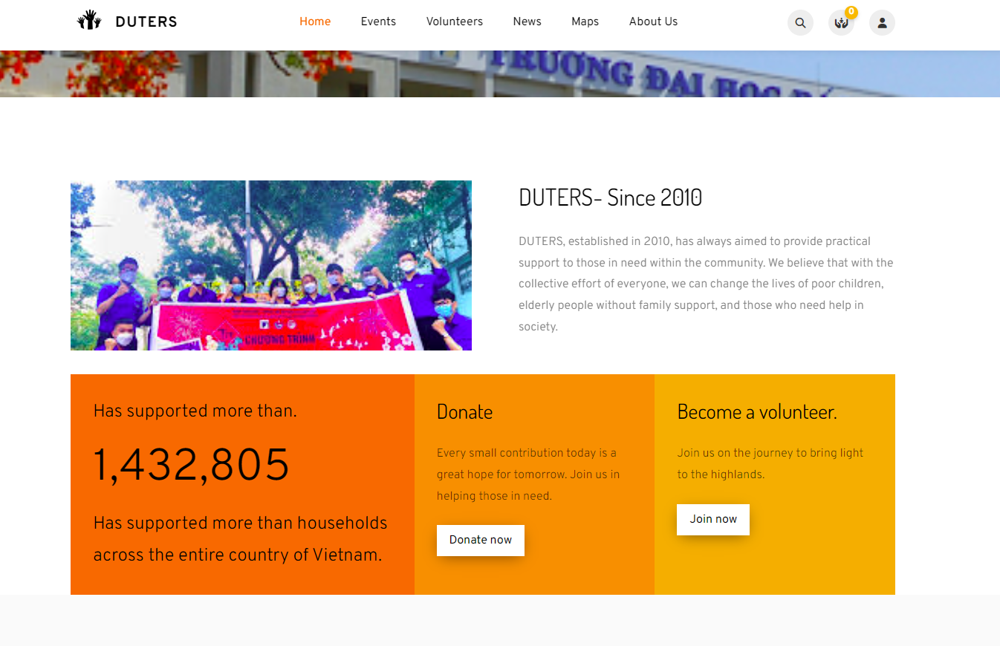 DUTERS
Home Events Volunteers News Maps About Us
0
TRƯỜNG ĐẠI HỌC
DUTERS- Since 2010
DUTERS, established in 2010, has always aimed to provide practical
support to those in need within the community. We believe that with the
collective effort of everyone, we can change the lives of poor children,
elderly people without family support, and those who need help in
society.
CHƯƠNG TRÌNH
Has supported more than.
1,432,805
Has supported more than households
across the entire country of Vietnam.
Donate
Every small contribution today is a
great hope for tomorrow. Join us in
helping those in need.
Donate now
Become a volunteer.
Join us on the journey to bring light
to the highlands.
Join now